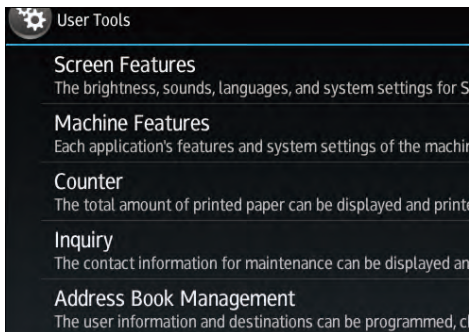 User Tools
Screen Features
The brightness, sounds, languages, and system settings for S
Machine Features
Each application's features and system settings of the machin
Counter
The total amount of printed paper can be displayed and printe
Inquiry
The contact information for maintenance can be displayed an
Address Book Management
The user information and destinations can be programmed, c